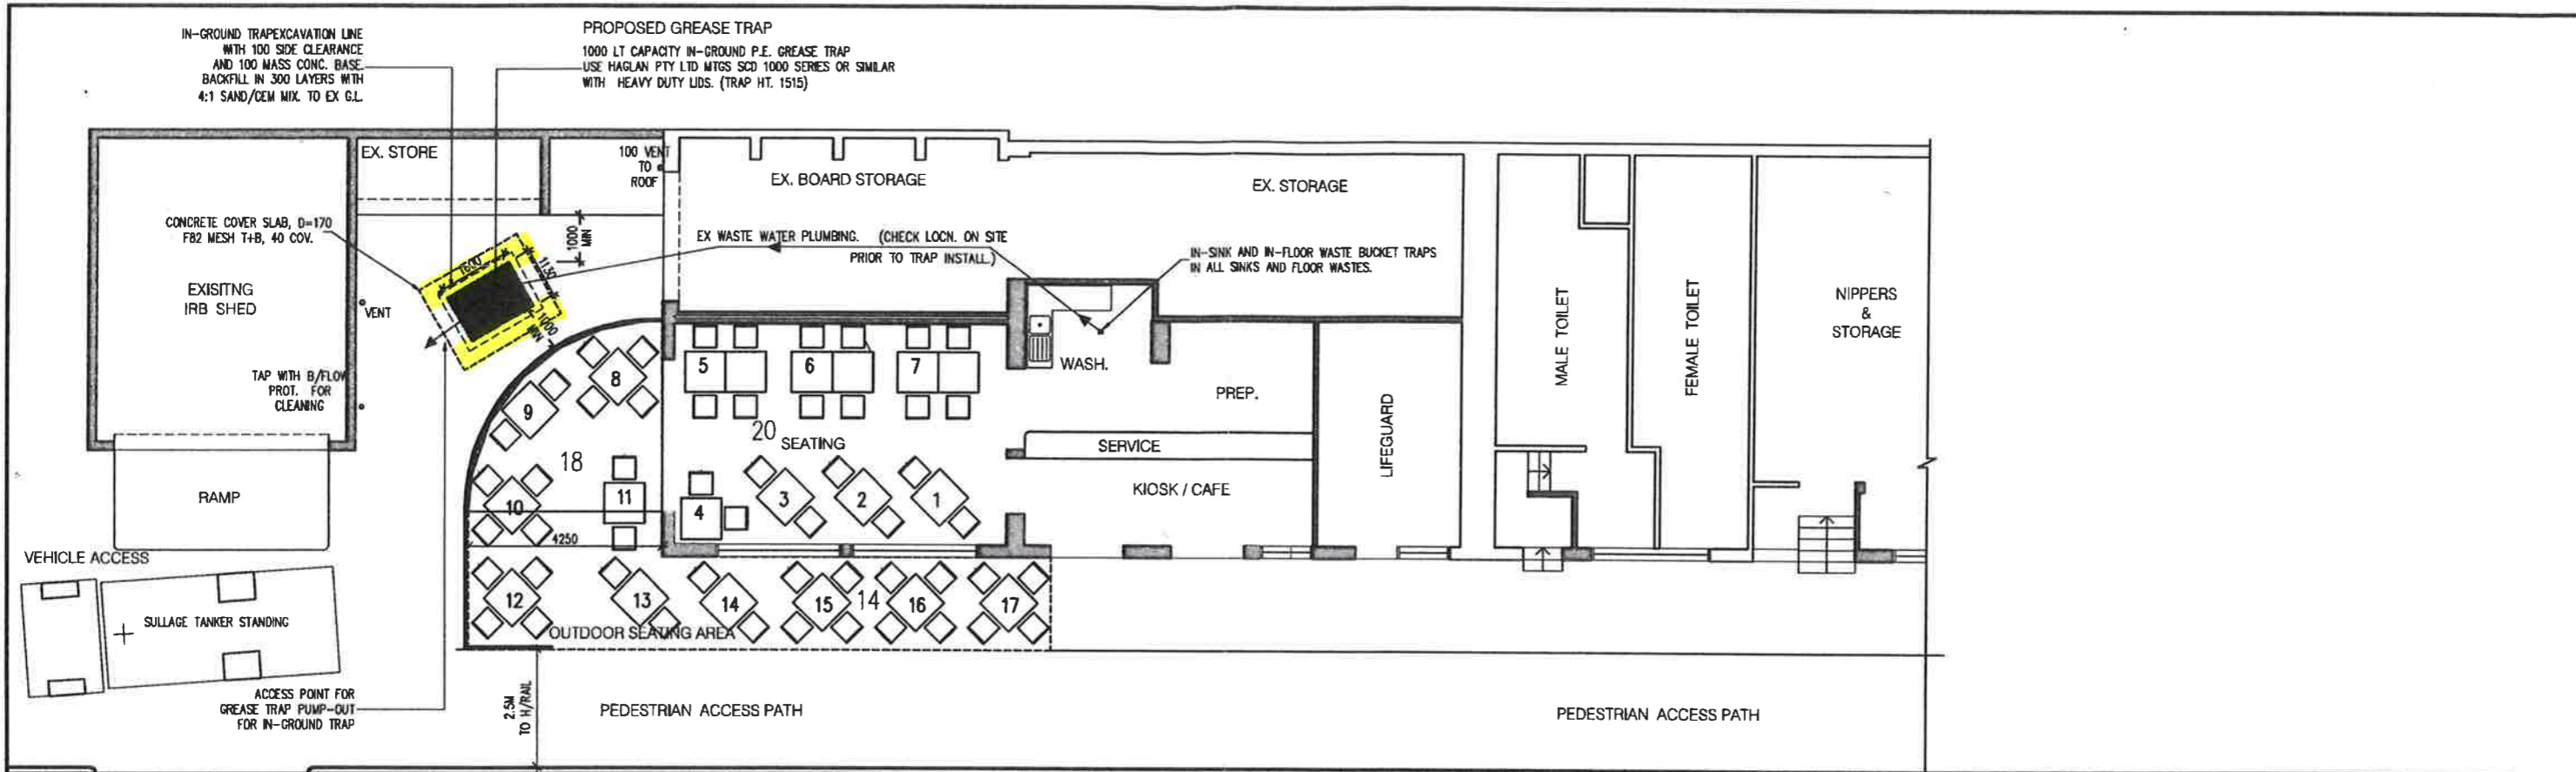 IN-GROUND TRAPEXCAVATION LINE
WITH 100 SIDE CLEARANCE
AND 100 MASS CONC. BASE.
BACKFILL IN 300 LAYERS WITH
4:1 SAND/CEM MIX. TO EX G.L.
PROPOSED GREASE TRAP
1000 LT CAPACITY IN-GROUND P.E. GREASE TRAP
USE HAGLAN PTY LTD MTGS SCD 1000 SERIES OR SIMILAR
WITH HEAVY DUTY LIDS. (TRAP HT. 1515)
EX. STORE
100 VENT
TO
ROOF
EX. BOARD STORAGE
EX. STORAGE
CONCRETE COVER SLAB, D=170
F82 MESH T+B, 40 COV.
1000
MIN
EX WASTE WATER PLUMBING. (CHECK LOCN. ON SITE
PRIOR TO TRAP INSTALL.)
IN-SINK AND IN-FLOOR WASTE BUCKET TRAPS
IN ALL SINKS AND FLOOR WASTES.
1600
1130
1000
MIN
EXISITNG
IRB SHED
VENT
TAP WITH B/FLOW
PROT. FOR
CLEANING
MALE TOILET
FEMALE TOILET
NIPPERS
&
STORAGE
5
6
7
8
9
WASH.
PREP.
20
SEATING
SERVICE
LIFEGUARD
18
KIOSK / CAFE
10
11
4
3
2
1
RAMP
4250
VEHICLE ACCESS
12
13
14
15
14
16
17
SULLAGE TANKER STANDING
OUTDOOR SEATING AREA
ACCESS POINT FOR
GREASE TRAP PUMP-OUT
FOR IN-GROUND TRAP
2.5M
TO H/RAIL
PEDESTRIAN ACCESS PATH
PEDESTRIAN ACCESS PATH